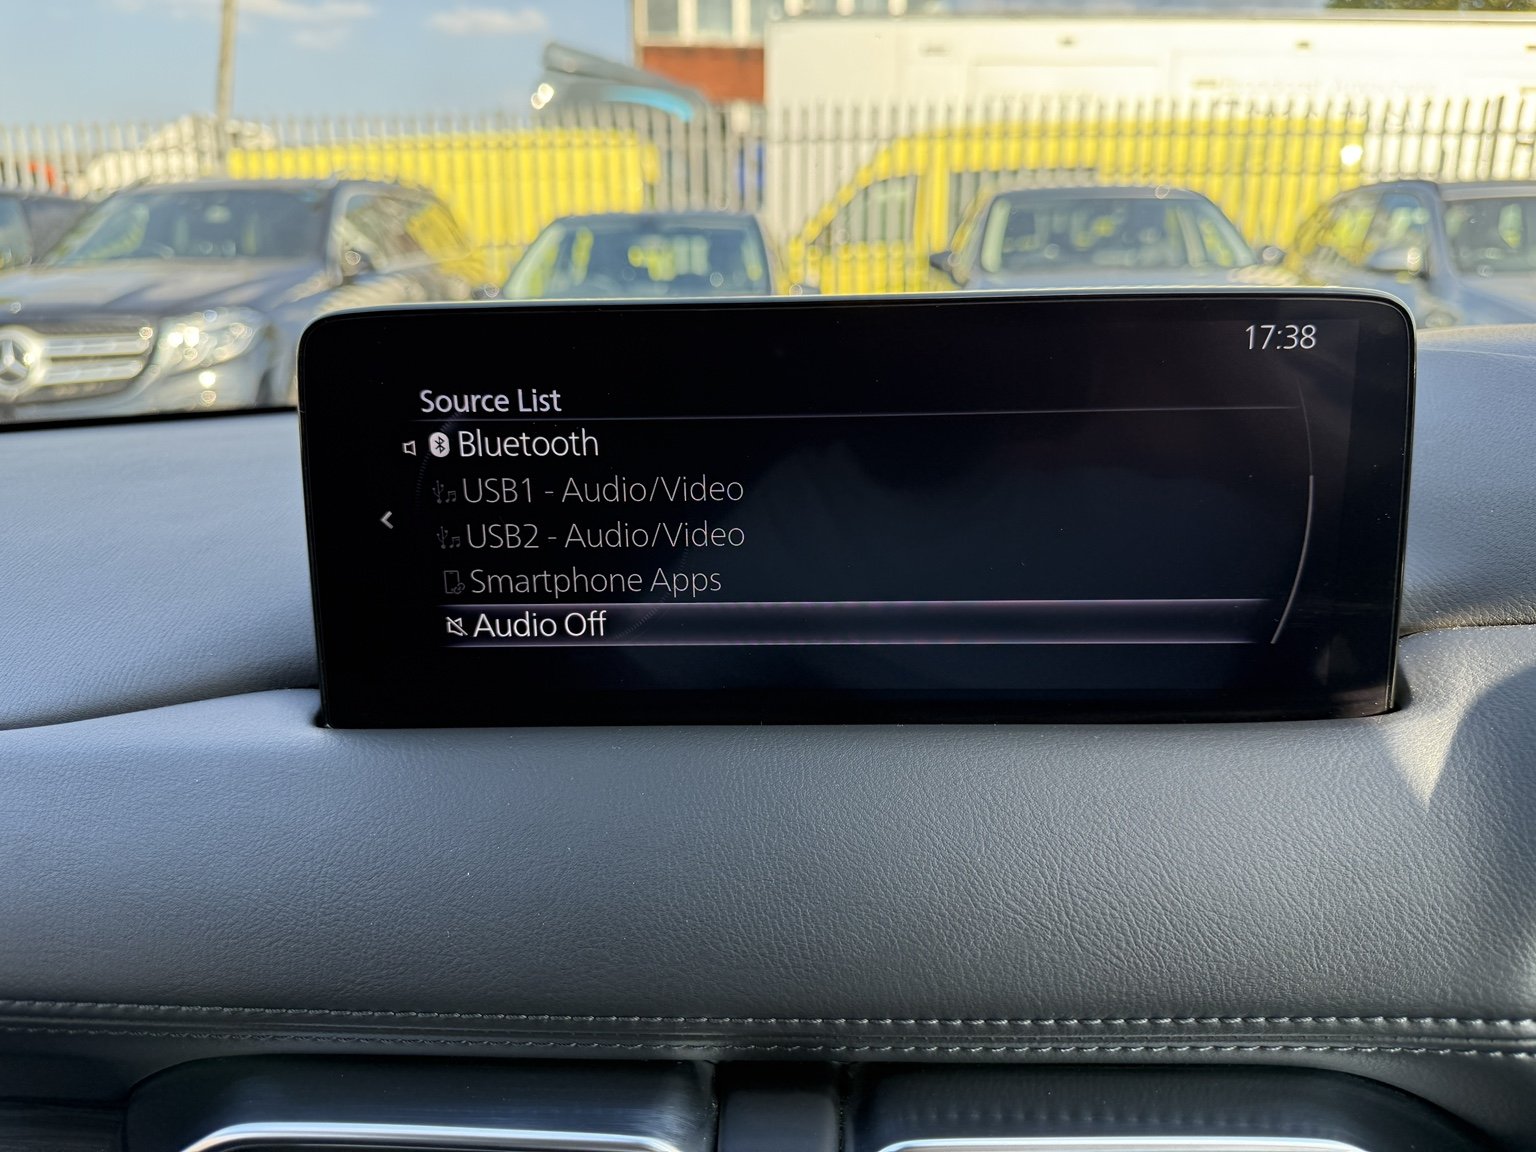 17:38
Source List
Bluetooth
USB1 - Audio/Video
USB2 - Audio/Video
Smartphone Apps
Audio Off